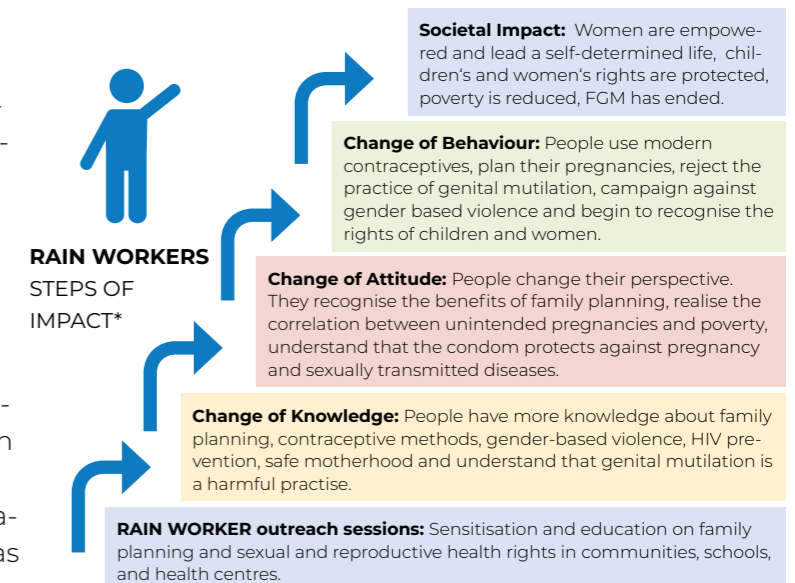 Societal Impact: Women are empowe-
red and lead a self-determined life, chil-
dren‘s and women‘s rights are protected,
poverty is reduced, FGM has ended.
Change of Behaviour: People use modern
contraceptives, plan their pregnancies, reject the
practice of genital mutilation, campaign against
gender based violence and begin to recognise the
rights of children and women.
RAIN WORKERS
STEPS OF
IMPACT*
Change of Attitude: People change their perspective.
They recognise the benefits of family planning, realise the
correlation between unintended pregnancies and poverty,
understand that the condom protects against pregnancy
and sexually transmitted diseases.
Change of Knowledge: People have more knowledge about family
planning, contraceptive methods, gender-based violence, HIV pre-
vention, safe motherhood and understand that genital mutilation is
a harmful practise.
RAIN WORKER outreach sessions: Sensitisation and education on family
planning and sexual and reproductive health rights in communities, schools,
and health centres.